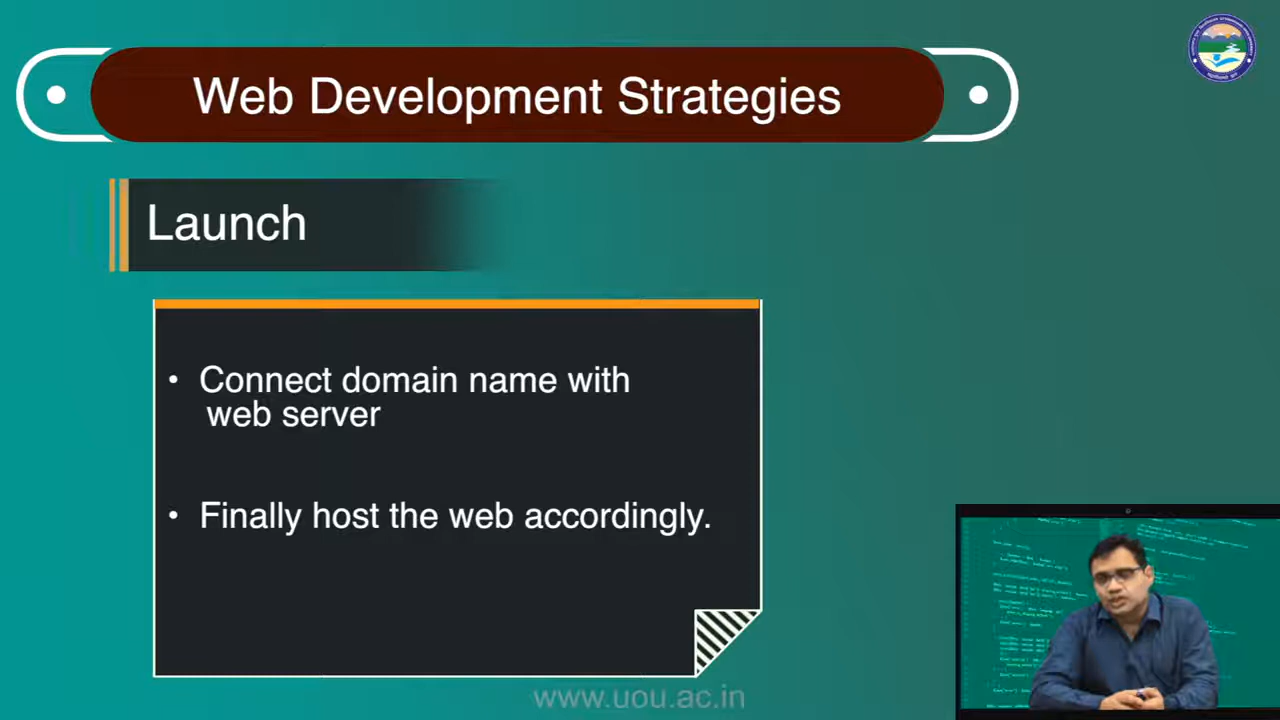 Web Development Strategies
Launch
• Connect domain name with
web server
• Finally host the web accordingly.
www.uou.ac.in